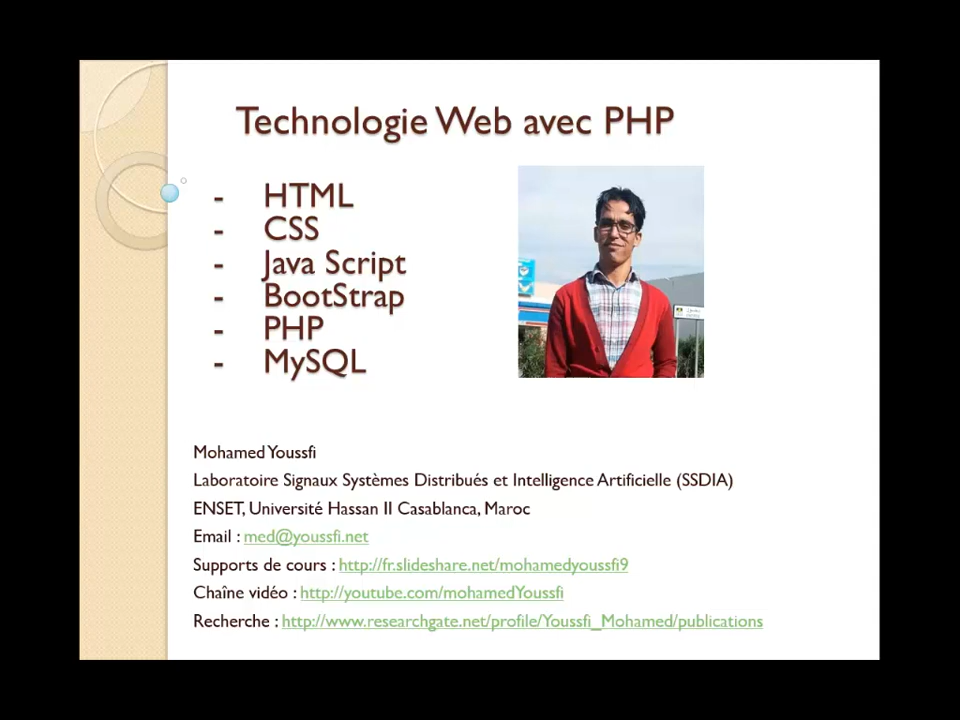 Technologie Web avec PHP
- HTML
- CSS
- Java Script
- BootStrap
- PHP
- MySQL
Mohamed Youssfi
Laboratoire Signaux Systèmes Distribués et Intelligence Artificielle (SSDIA)
ENSET, Université Hassan II Casablanca, Maroc
Email : med@youssfi.net
Supports de cours : http://fr.slideshare.net/mohamedyoussfi9
Chaîne vidéo : http://youtube.com/mohamedYoussfi
Recherche : http://www.researchgate.net/profile/Youssfi_Mohamed/publications